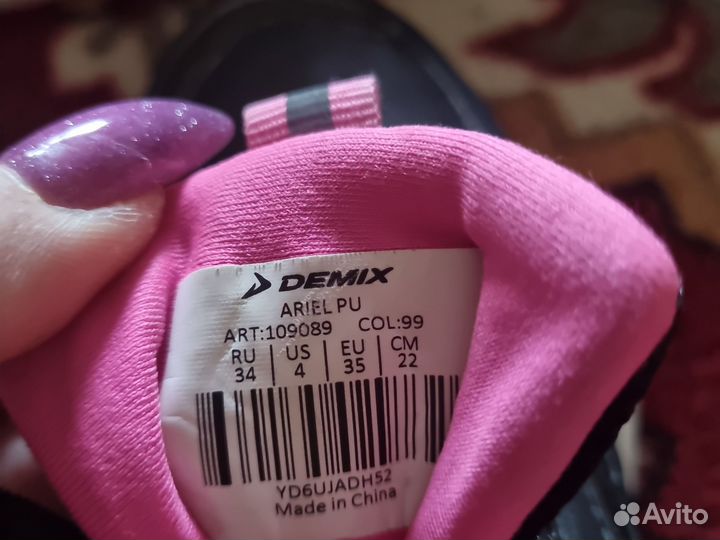 DEMIX
ARIEL PU
ART:109089 COL:99
RU US EU CM
34 4 35 22
YD6UJADH52
Made in China
Avito